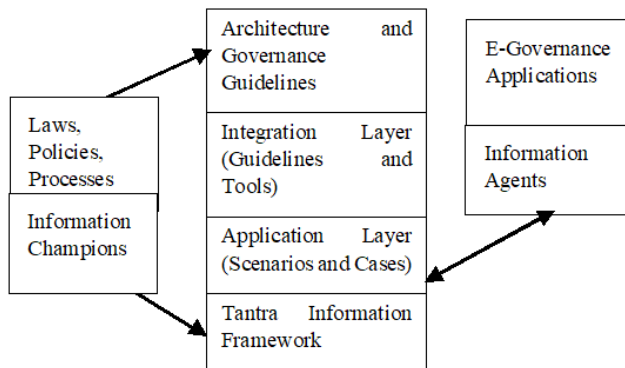 Laws,
Policies,
Processes
Information
Champions
Architecture and
Governance
Guidelines
Integration Layer
(Guidelines and
Tools)
Application Layer
(Scenarios and Cases)
Tantra Information
Framework
E-Governance
Applications
Information
Agents